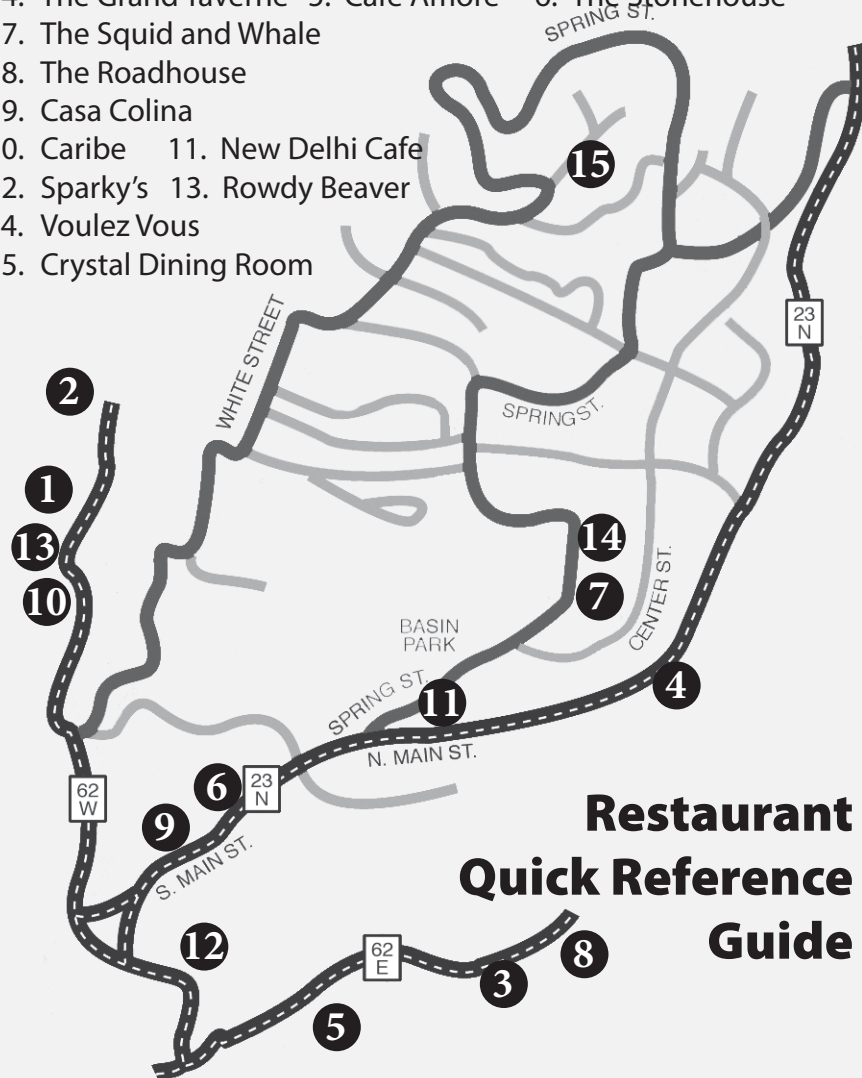 4. The Grand Taverne 5. Cafe Amore 6. The Stonehouse
7. The Squid and Whale
8. The Roadhouse
9. Casa Colina
0. Caribe 11. New Delhi Cafe
2. Sparky's 13. Rowdy Beaver
4. Voulez Vous
5. Crystal Dining Room
SPRING ST.
15
23
N
WHITE STREET
2
SPRING ST.
1
13
14
10
7
CENTER ST.
BASIN
PARK
4
SPRING ST.
11
N. MAIN ST.
62
W
6
23
N
9
S. MAIN ST.
Restaurant
Quick Reference
Guide
12
62
E
3
8
5